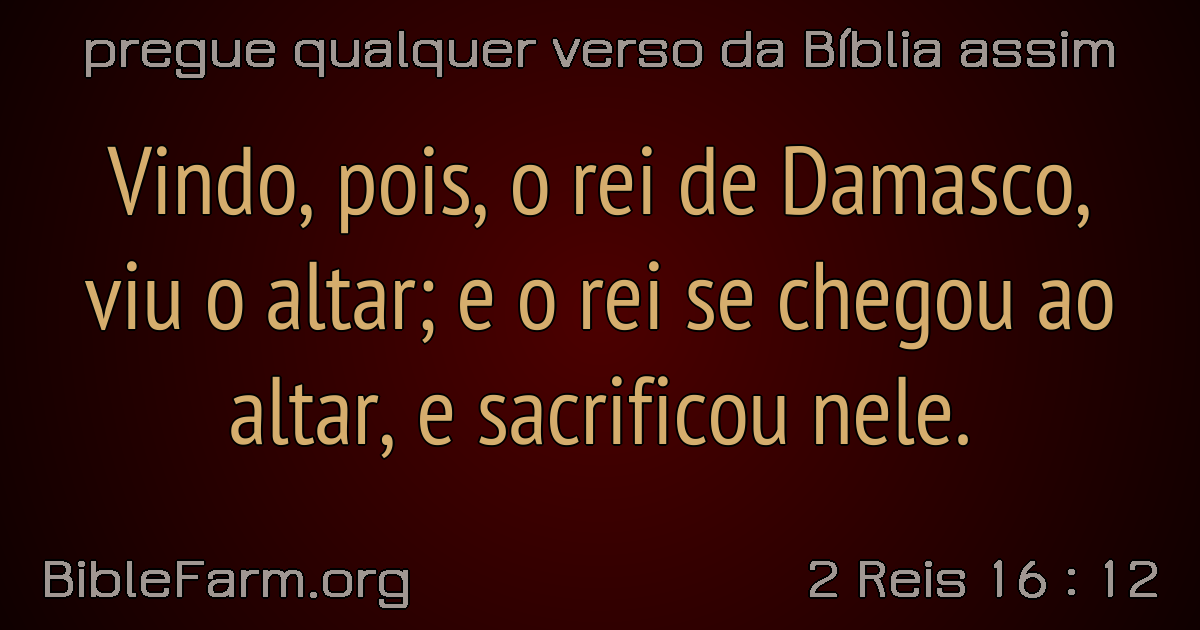 pregue qualquer verso da Bíblia assim
Vindo, pois, o rei de Damasco,
viu o altar; e o rei se chegou ao
altar, e sacrificou nele.
BibleFarm.org
2 Reis 16 : 12